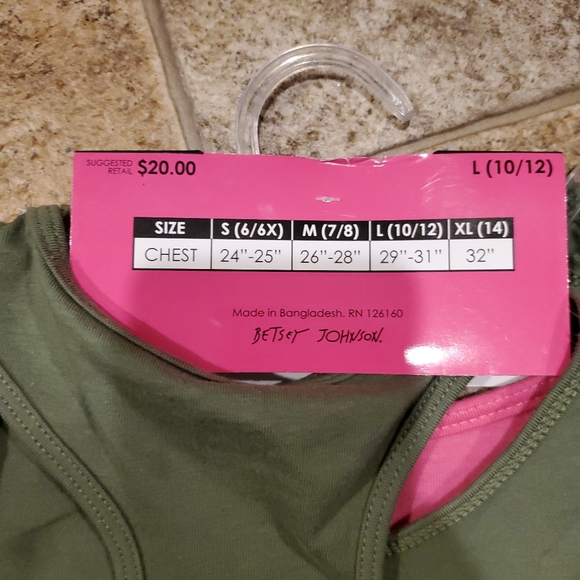 SUGGESTED
RETAIL $20.00
L (10/12)
SIZE S (6/6X) M (7/8) L (10/12) XL (14)
CHEST 24"-25" 26"-28" 29"-31" 32"
Made in Bangladesh. RN 126160
BETSEY JOHNSON.